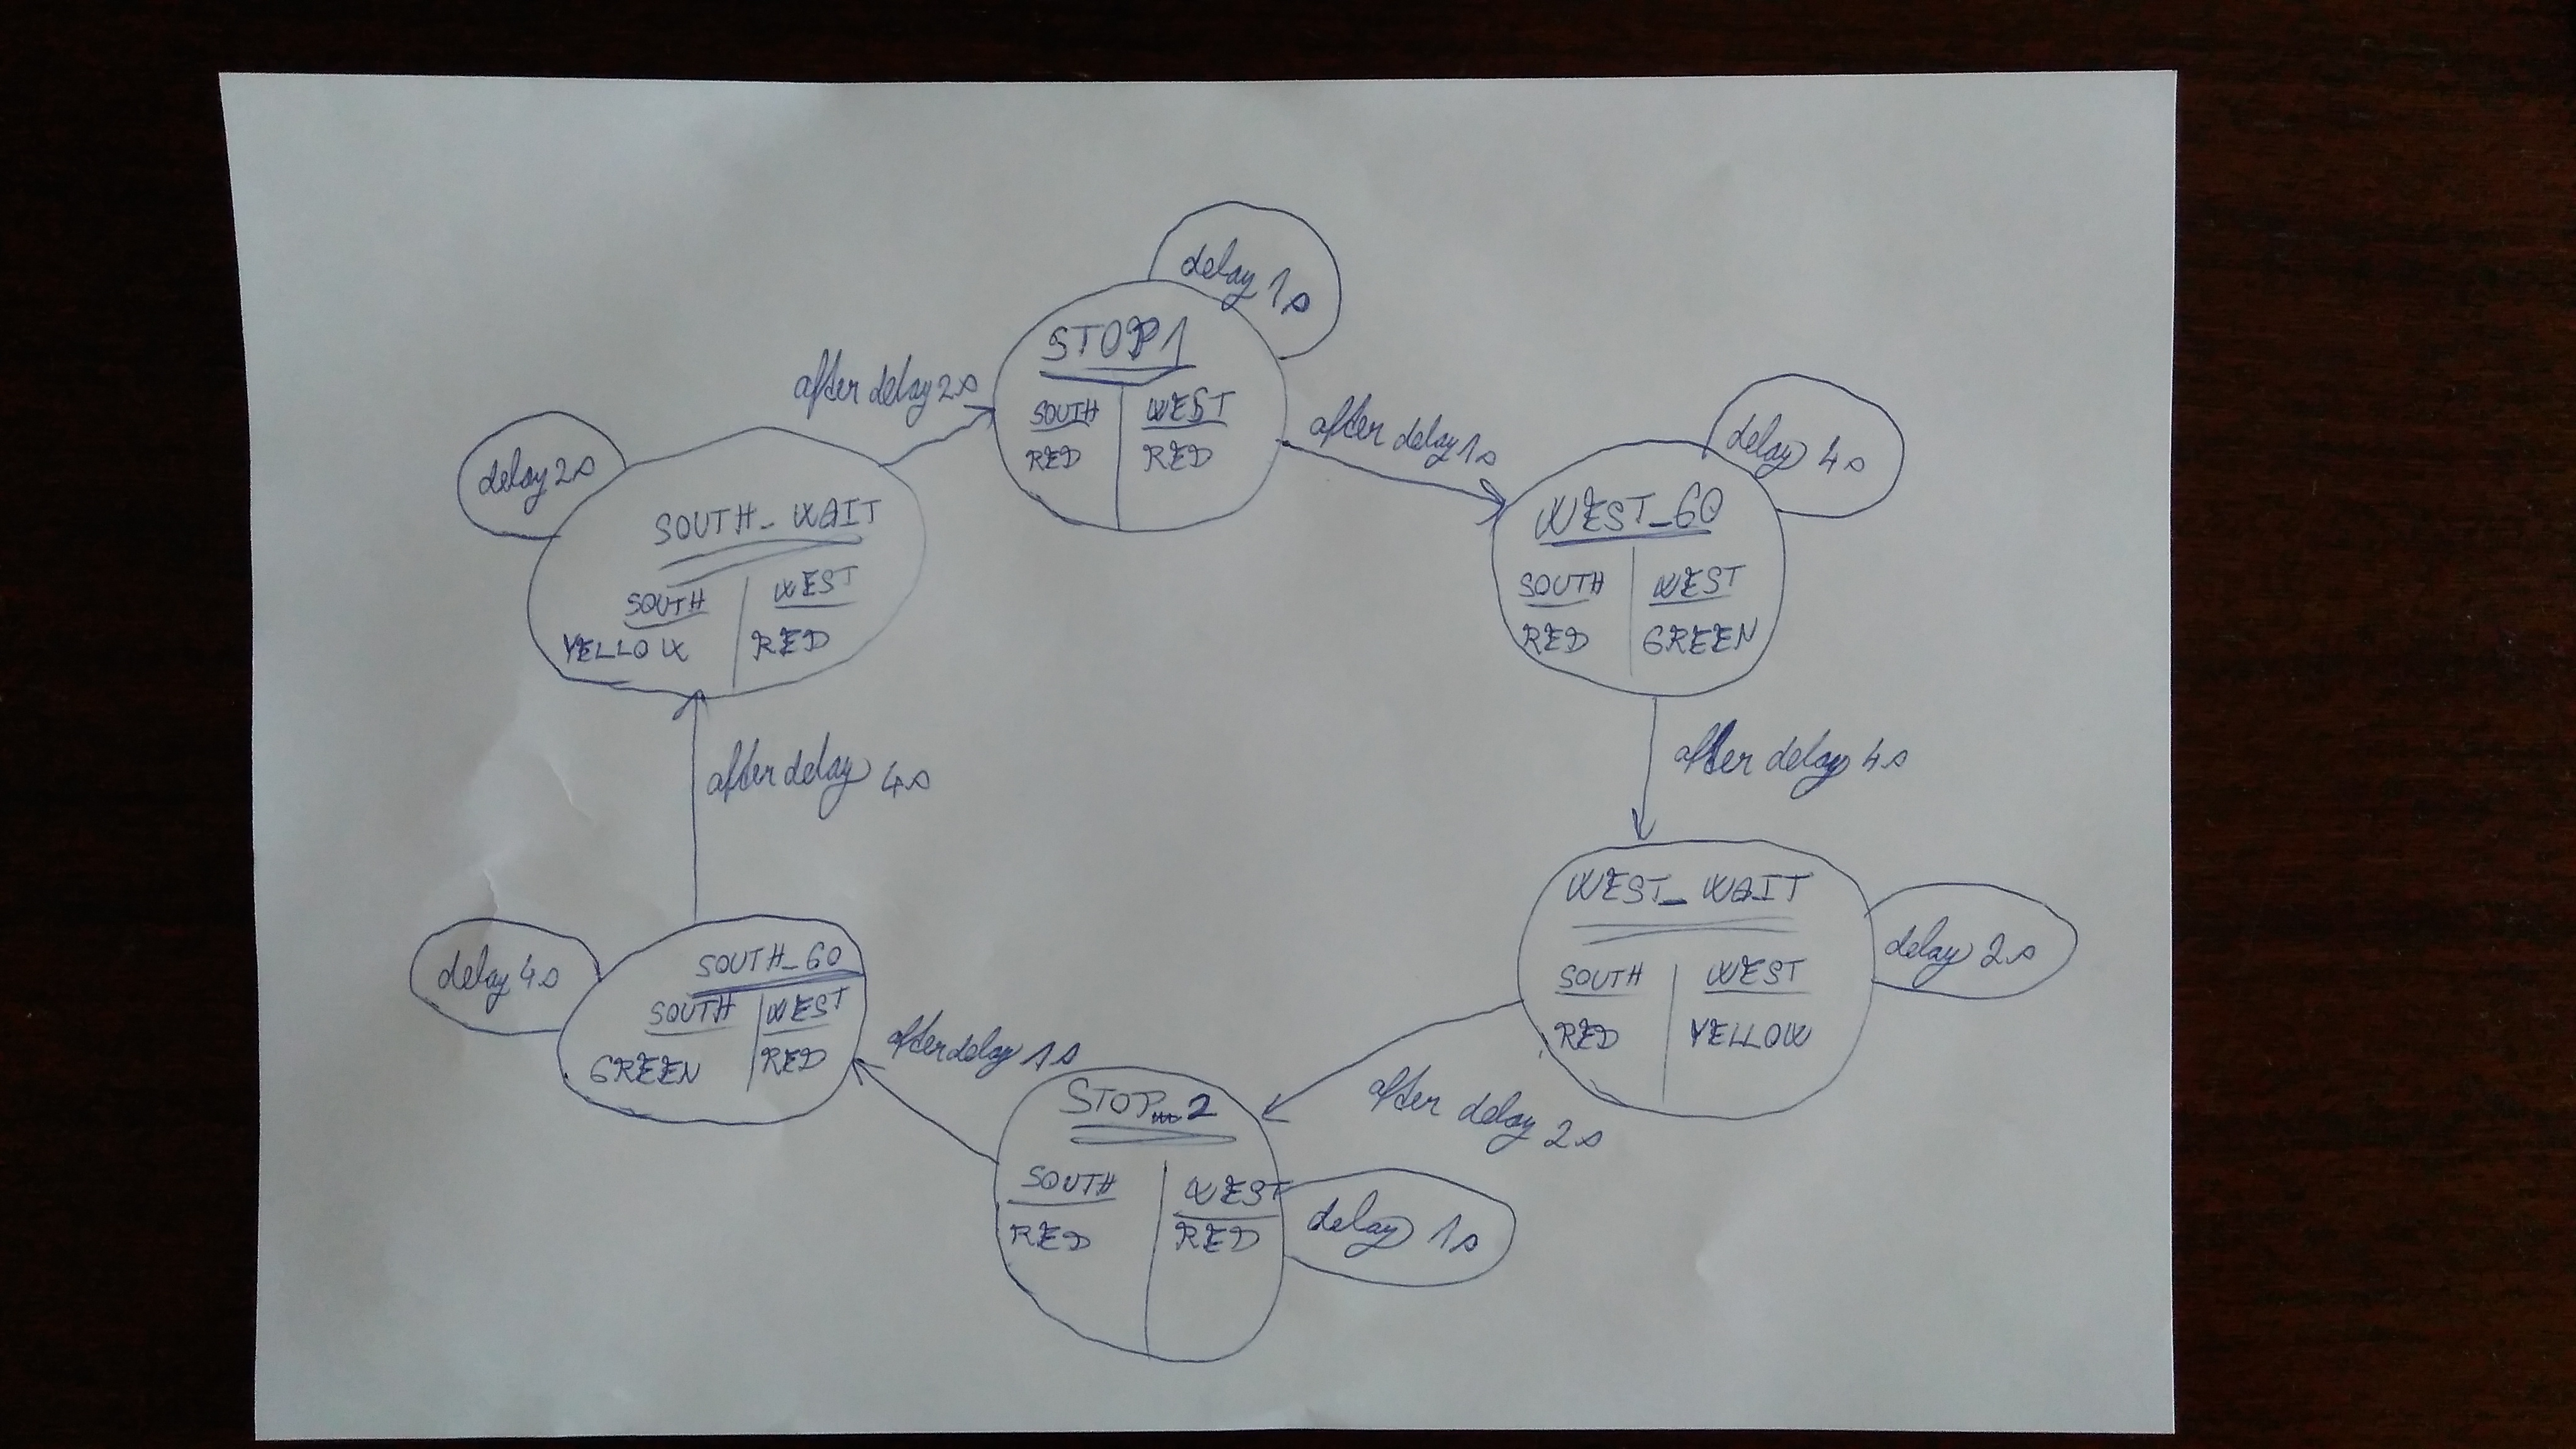 delay 1s
STOP1
SOUTH WEST
RED RED
after delay 2s
after delay 1s
delay 4s
WEST_GO
SOUTH WEST
RED GREEN
delay 2s
SOUTH_WAIT
SOUTH WEST
YELLOW RED
after delay 4s
after delay 4s
WEST_WAIT
SOUTH WEST
RED YELLOW
delay 2s
delay 4s
SOUTH_GO
SOUTH WEST
GREEN RED
after delay 1s
after delay 2s
STOP_2
SOUTH WEST
RED RED
delay 1s